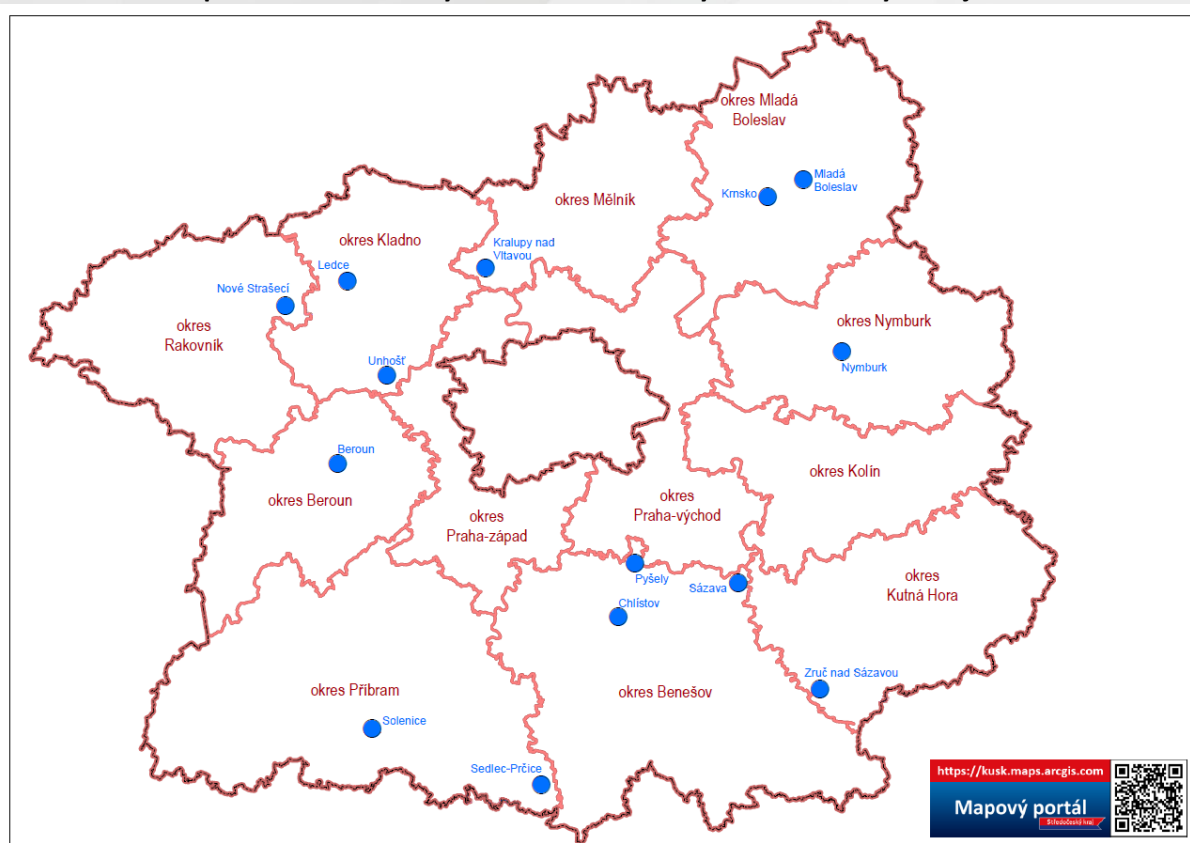 okres Mladá
Boleslav
Mladá
Boleslav
Krnsko
okres Mělník
okres Kladno
Kralupy nad
Vltavou
Ledce
Nové Strašecí
okres
Rakovník
okres Nymburk
Nymburk
Unhošť
Beroun
okres Beroun
okres Kolín
okres
Praha-východ
okres
Praha-západ
Pyšely
Sázava
okres
Kutná Hora
Chlístov
Zruč nad Sázavou
okres Příbram
okres Benešov
Solenice
Sedlec-Prčice
https://kusk.maps.arcgis.com
Mapový portál
Středočeský kraj